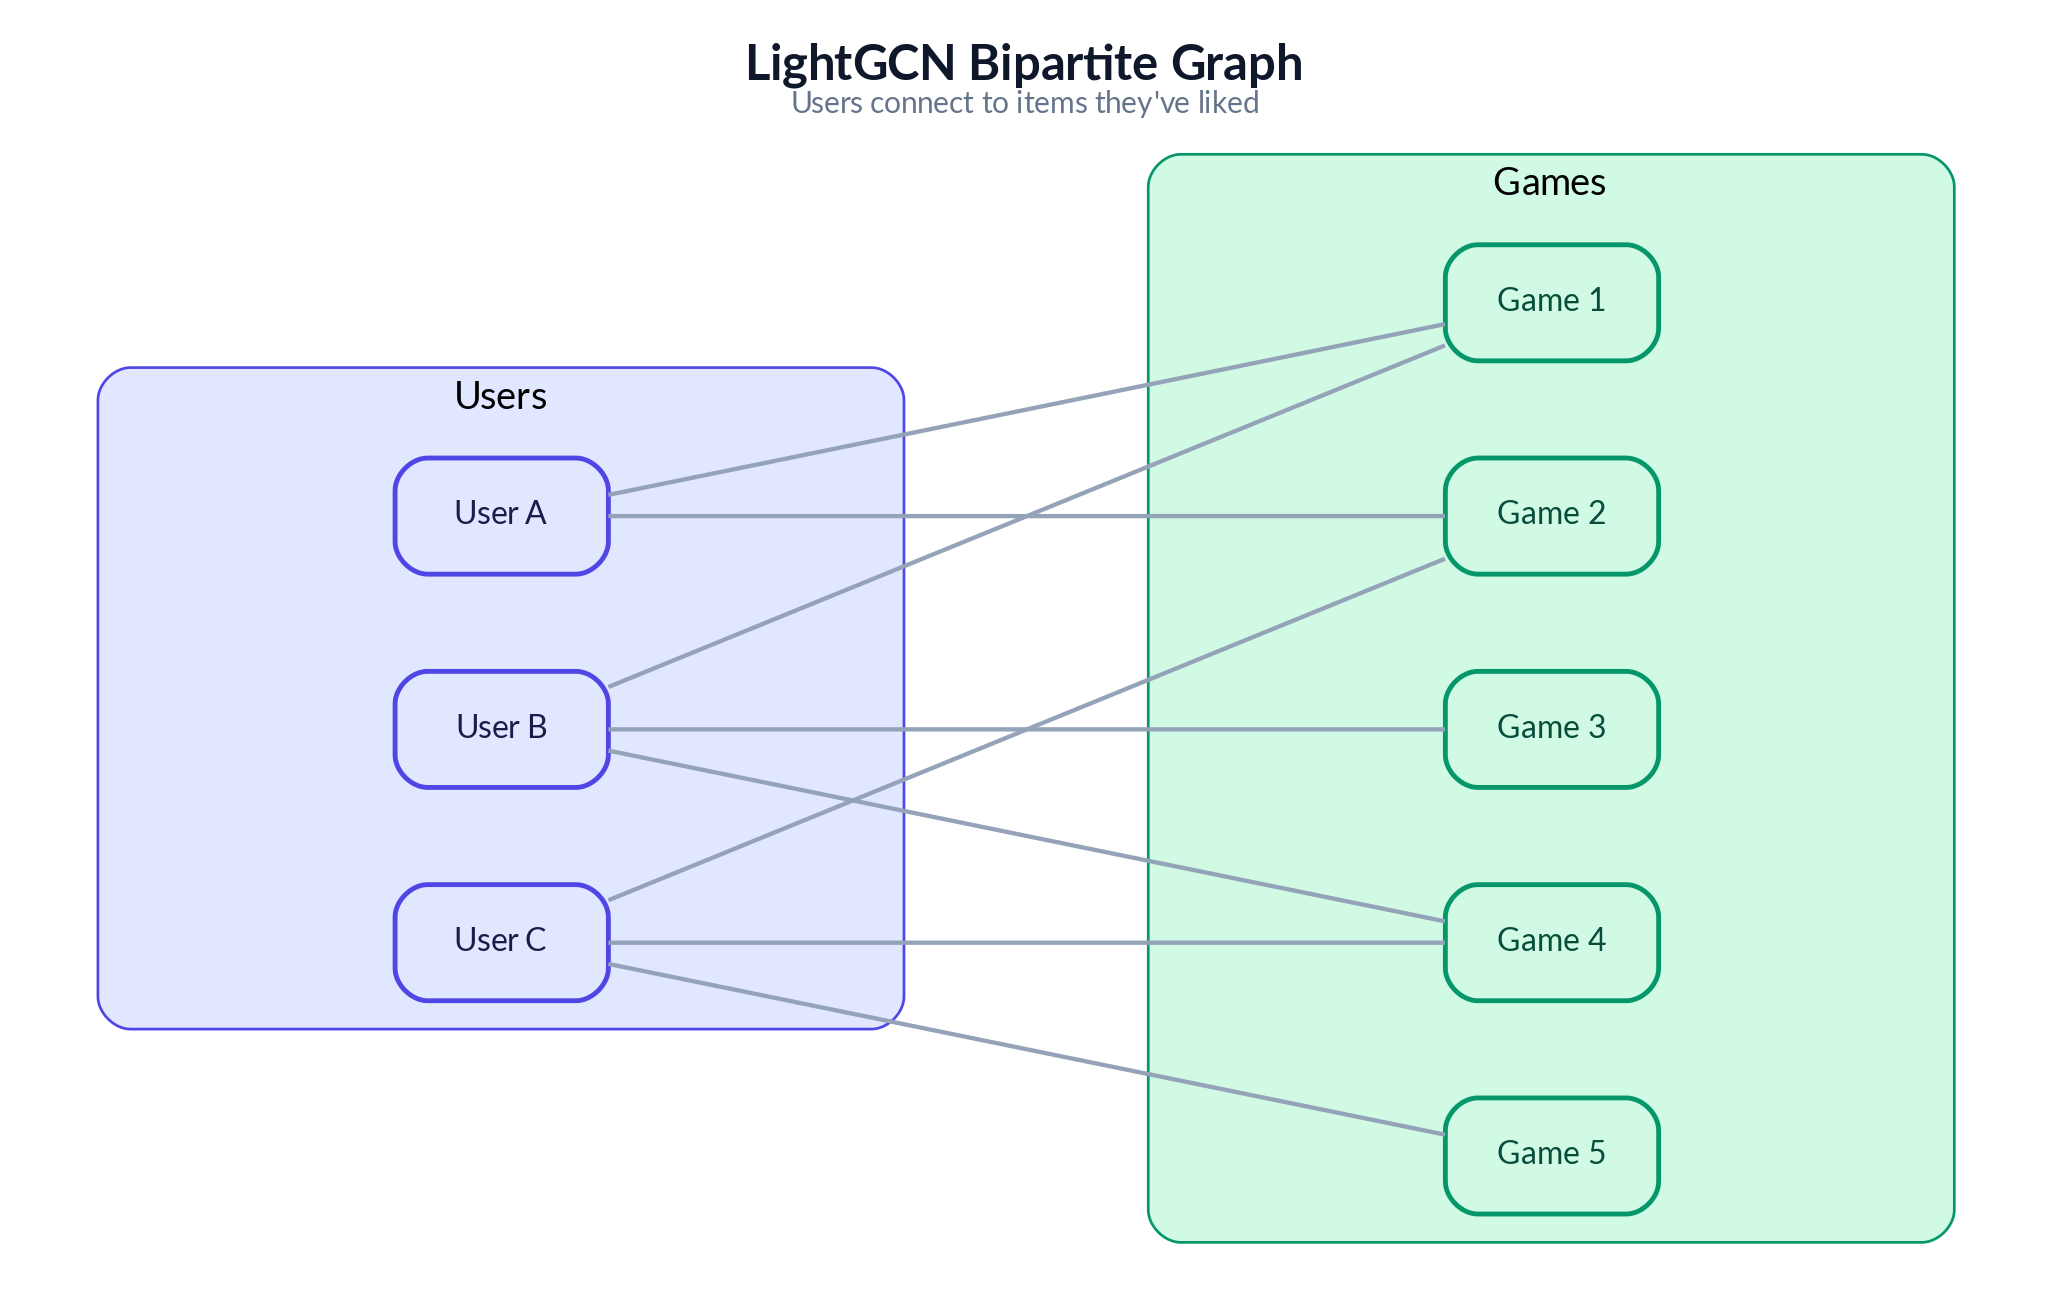 LightGCN Bipartite Graph
Users connect to items they've liked
Users
User A
User B
User C
Games
Game 1
Game 2
Game 3
Game 4
Game 5